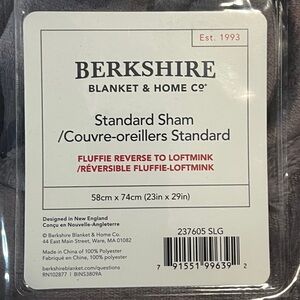 Est. 1993
BERKSHIRE
BLANKET & HOME Co®
Standard Sham
/Couvre-oreillers Standard
FLUFFIE REVERSE TO LOFTMINK
/RÉVERSIBLE FLUFFIE-LOFTMINK
58cm x 74cm (23in x 29in)
Designed in New England
Conçu en Nouvelle-Angleterre
© Berkshire Blanket & Home Co.
44 East Main Street, Ware, MA 01082
Made in China of 100% Polyester
Fabriqué en Chine, 100% polyester
berkshireblanket.com/questions
RN102877 | BINS3809A
237605 SLG
7 91551 99639 2